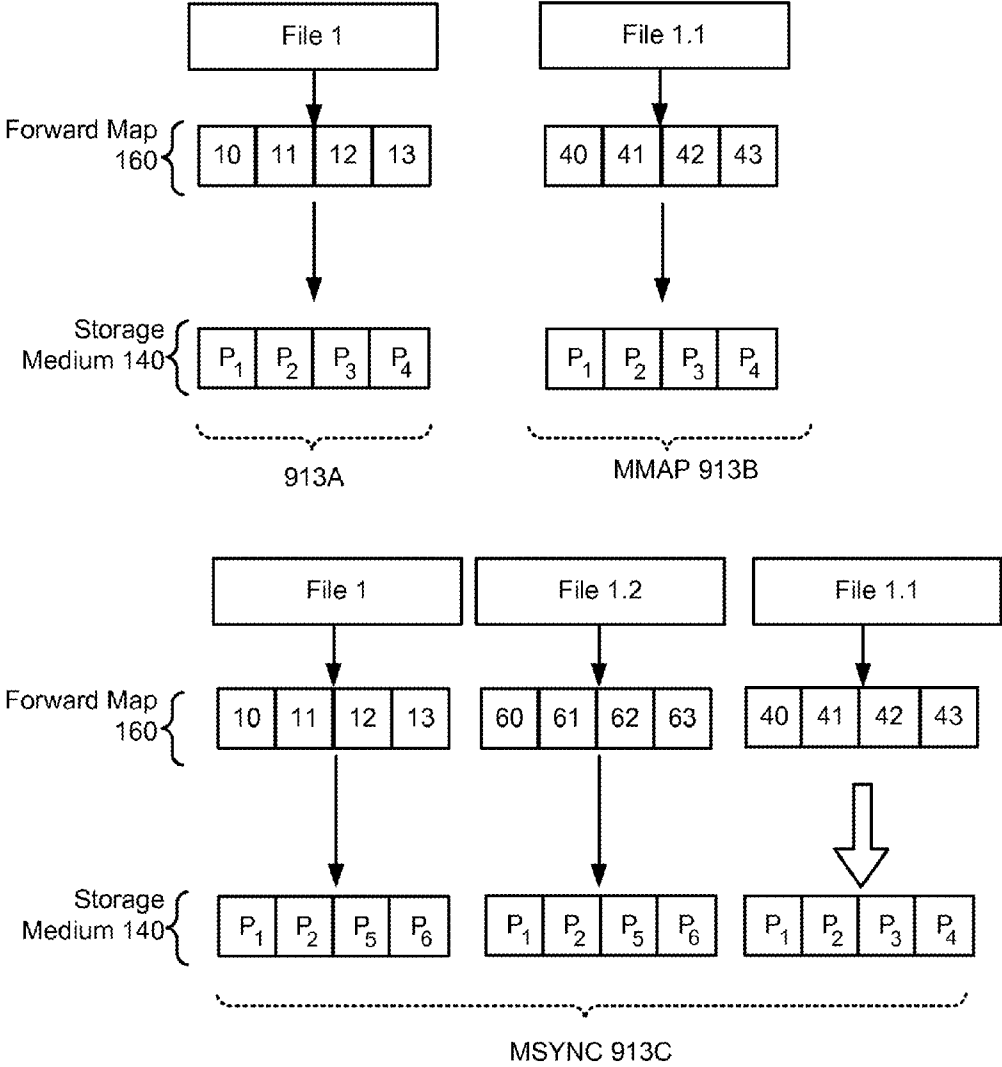 File 1
File 1.1
Forward Map 160
10 11 12 13
40 41 42 43
Storage Medium 140
P1 P2 P3 P4
P1 P2 P3 P4
913A
MMAP 913B
File 1
File 1.2
File 1.1
Forward Map 160
10 11 12 13
60 61 62 63
40 41 42 43
Storage Medium 140
P1 P2 P5 P6
P1 P2 P5 P6
P1 P2 P3 P4
MSYNC 913C